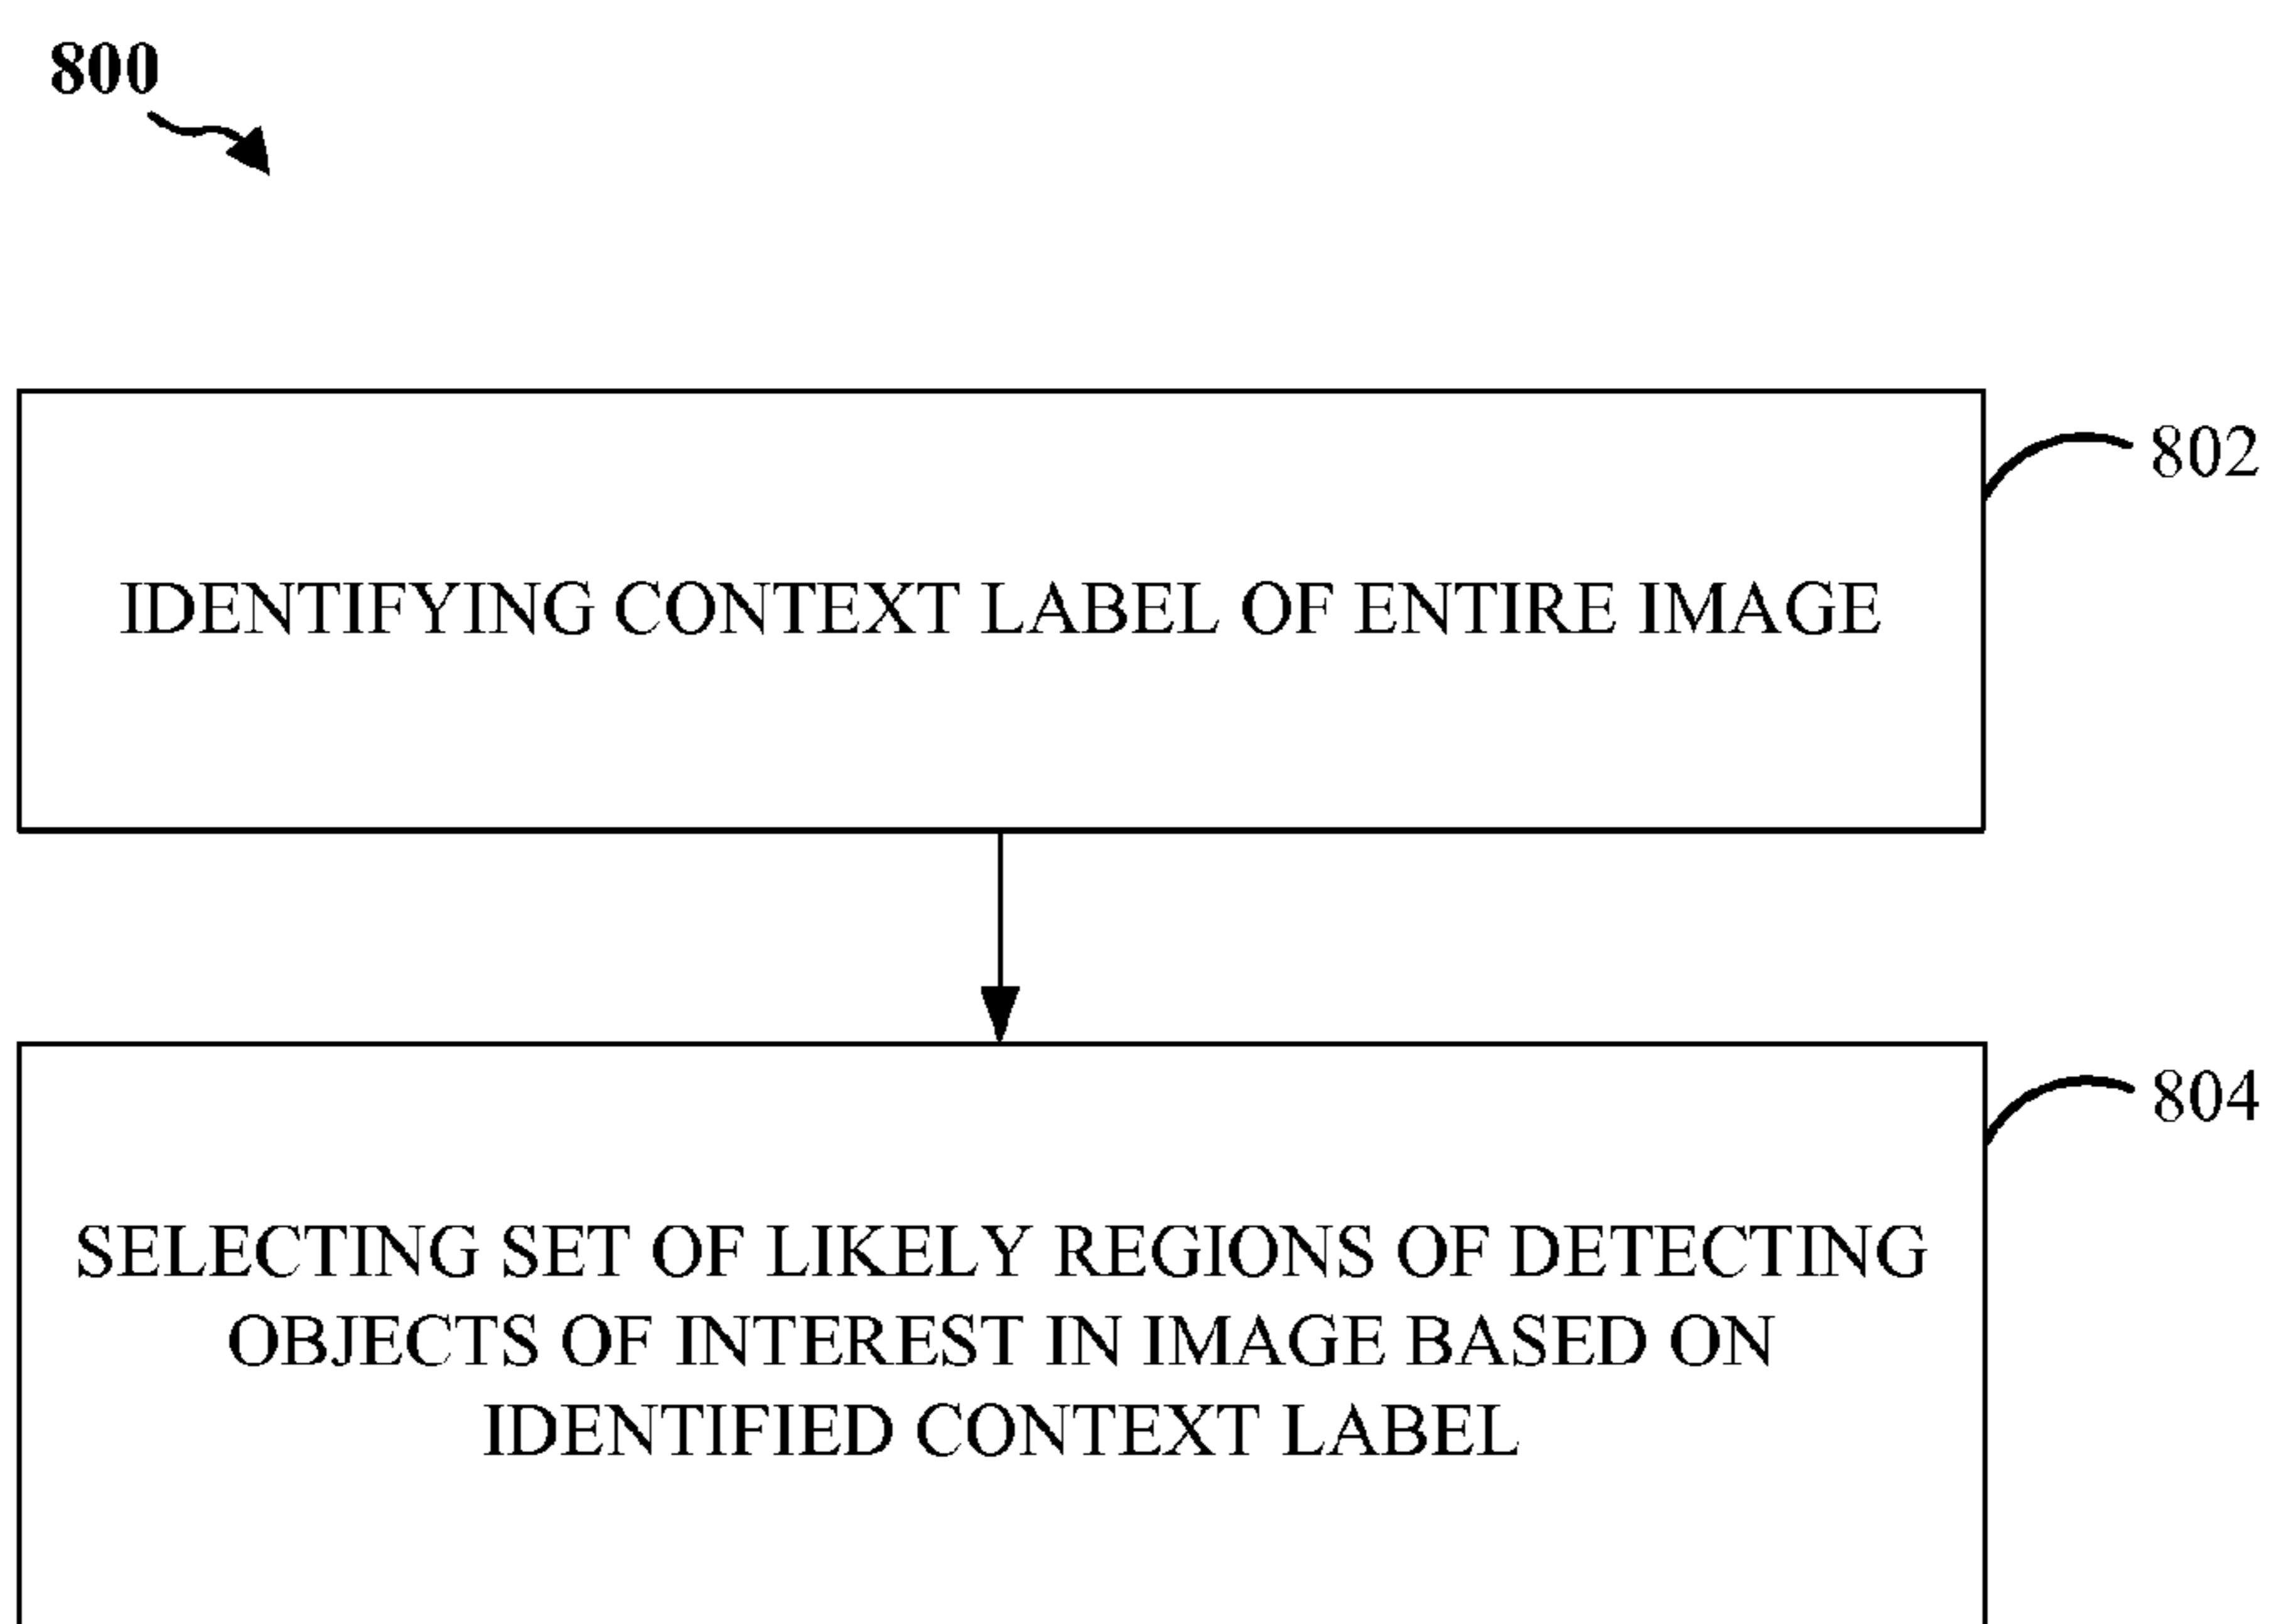 800
802
IDENTIFYING CONTEXT LABEL OF ENTIRE IMAGE
804
SELECTING SET OF LIKELY REGIONS OF DETECTING
OBJECTS OF INTEREST IN IMAGE BASED ON
IDENTIFIED CONTEXT LABEL